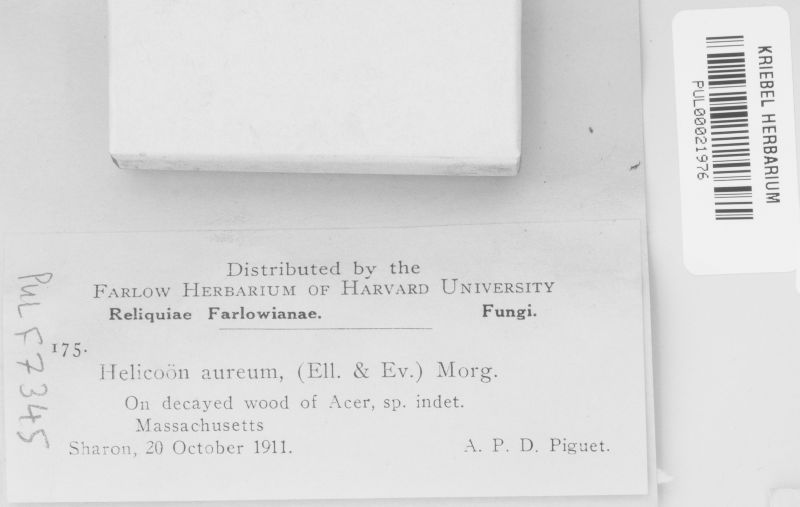 Distributed by the
FARLOW HERBARIUM OF HARVARD UNIVERSITY
Reliquiae Farlowianae. Fungi.
175.
Helicoön aureum, (Ell. & Ev.) Morg.
On decayed wood of Acer, sp. indet.
Massachusetts
Sharon, 20 October 1911. A. P. D. Piguet.
PUL F7345
KRIEBEL HERBARIUM
PUL00021976